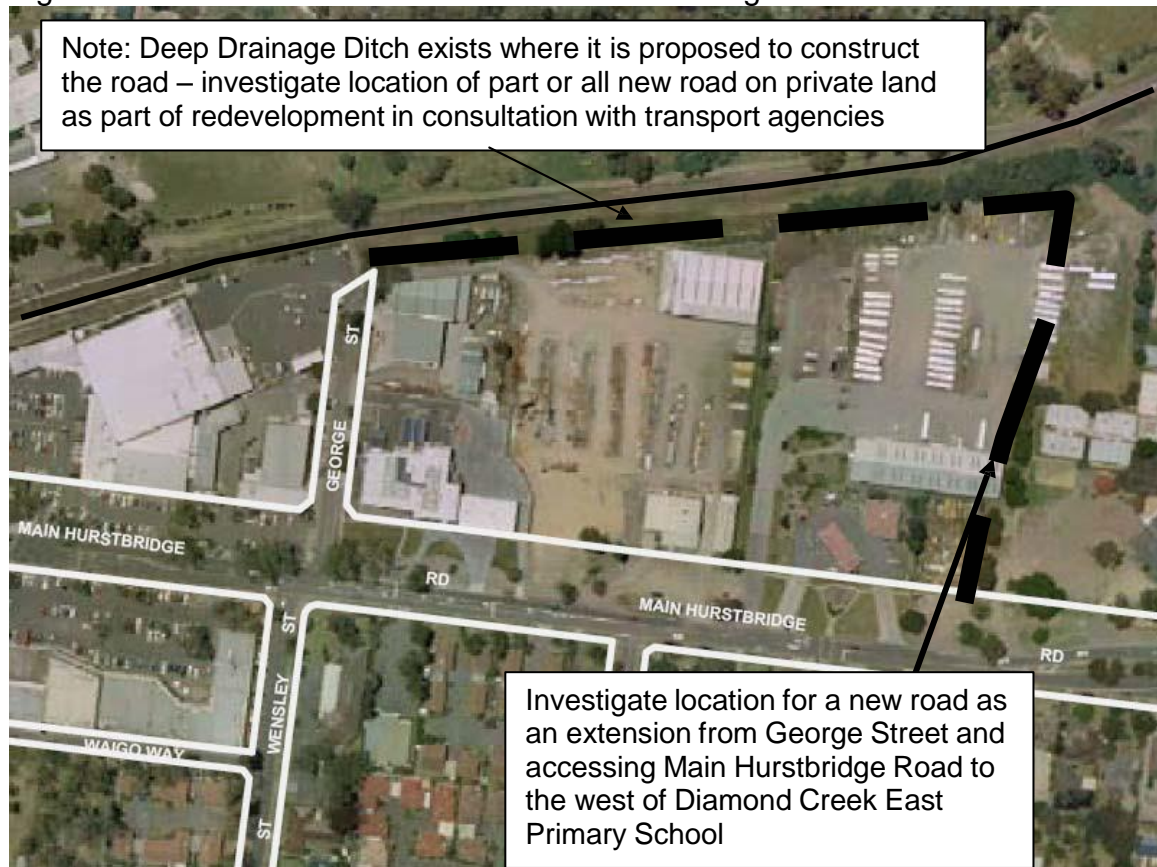 Note: Deep Drainage Ditch exists where it is proposed to construct
the road – investigate location of part or all new road on private land
as part of redevelopment in consultation with transport agencies
ST
GEORGE
MAIN HURSTBRIDGE
RD
MAIN HURSTBRIDGE
RD
ST
WENSLEY
WAIGO WAY
ST
Investigate location for a new road as
an extension from George Street and
accessing Main Hurstbridge Road to
the west of Diamond Creek East
Primary School